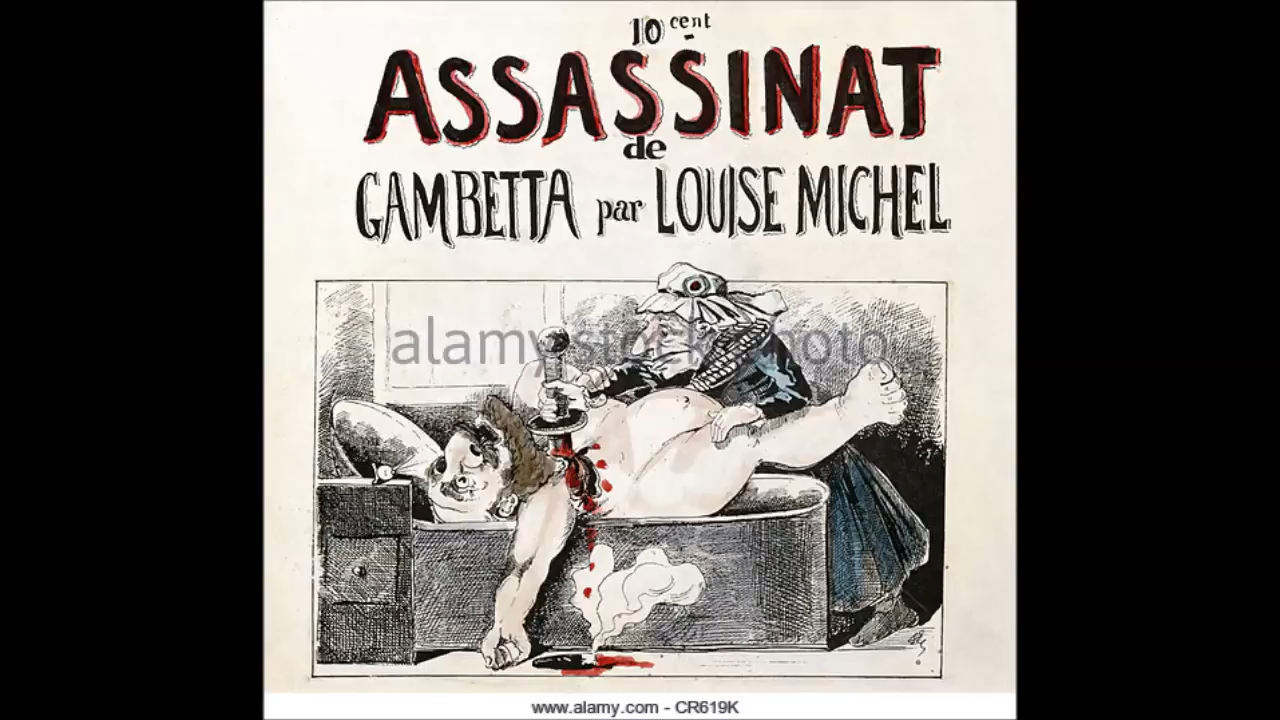 10 cent
ASSASSINAT
de
GAMBETTA par LOUISE MICHEL
alamy stock photo
www.alamy.com - CR619K